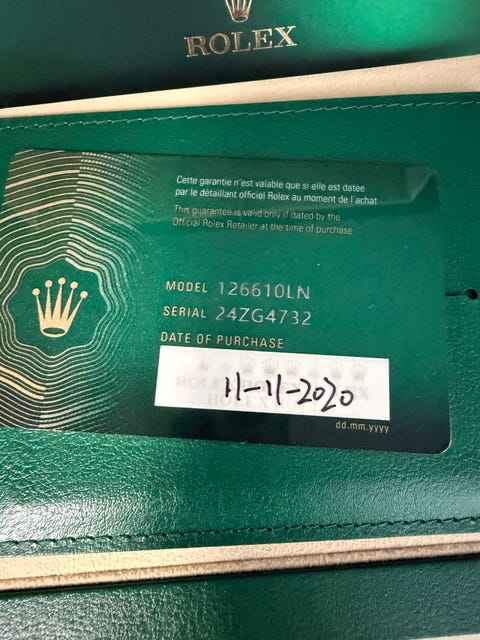 ROLEX
Cette garantie n'est valable que si elle est datée
par le détaillant officiel Rolex au moment de l'achat
This guarantee is valid only if dated by the
Official Rolex Retailer at the time of purchase
MODEL 126610LN
SERIAL 24ZG4732
DATE OF PURCHASE
11-11-2020
dd.mm.yyyy